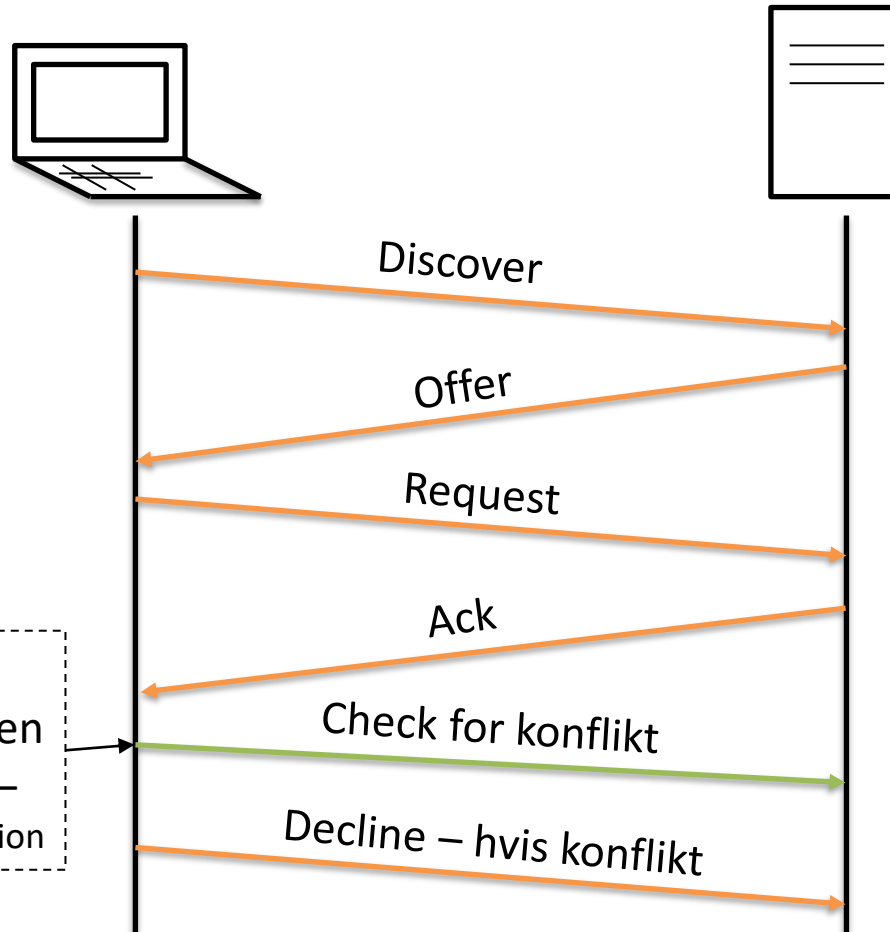 Discover
Offer
Request
Ack
Check for konflikt
Decline – hvis konflikt